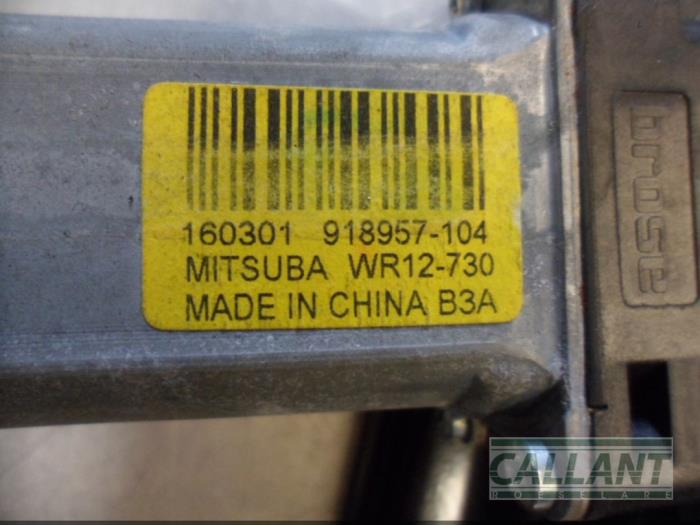 160301 918957-104
MITSUBA WR12-730
MADE IN CHINA B3A
brose
CALLANT
ROESELARE